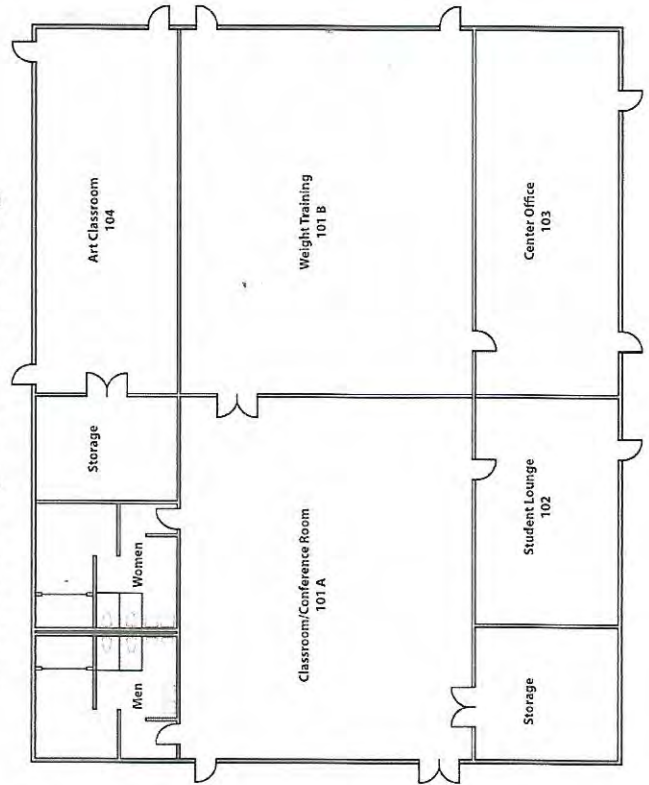 Art Classroom
104
Weight Training
101 B
Center Office
103
Storage
Women
Men
Classroom/Conference Room
101 A
Student Lounge
102
Storage